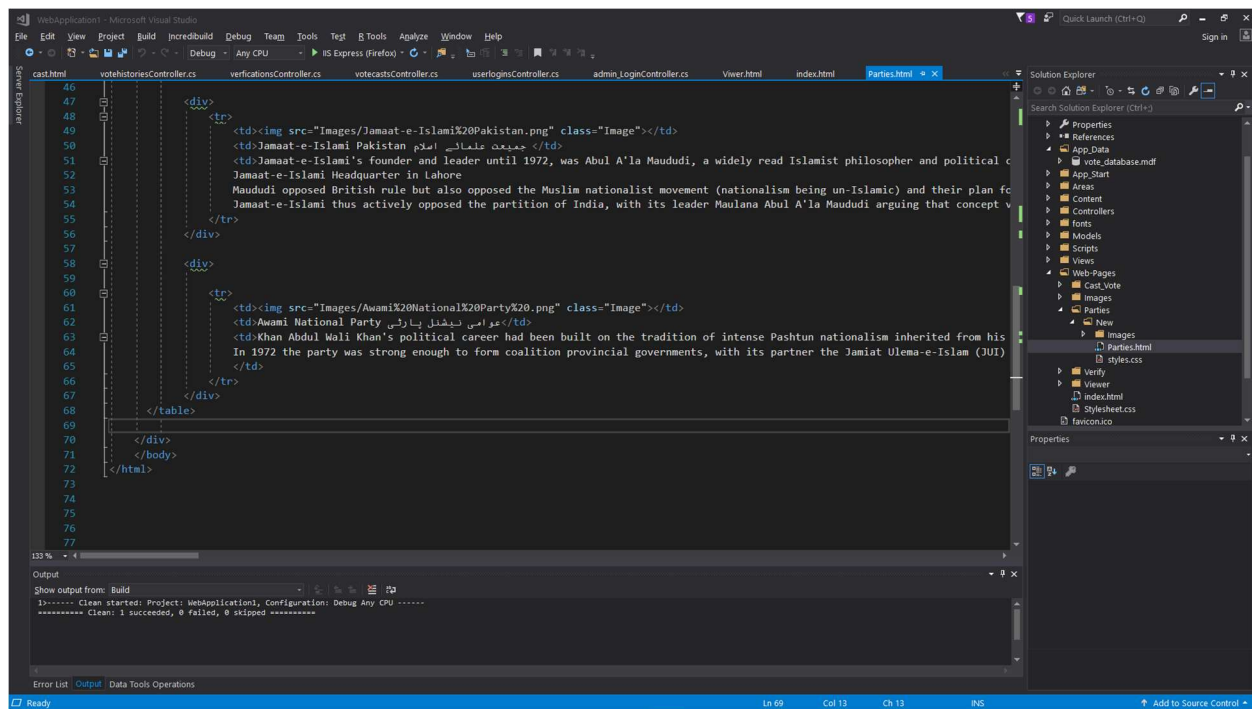 WebApplication1 - Microsoft Visual Studio
5
Quick Launch (Ctrl+Q)
File Edit View Project Build Incredibuild Debug Team Tools Test R Tools Analyze Window Help
Sign in
Debug Any CPU IIS Express (Firefox)
Server Explorer
cast.html votehistoriesController.cs verficationsController.cs votecastsController.cs userloginsController.cs admin_LoginController.cs Viwer.html index.html Parties.html
46
47 <div>
48 <tr>
49 <td><img src="Images/Jamaat-e-Islami%20Pakistan.png" class="Image"></td>
50 <td>Jamaat-e-Islami Pakistan جمیعت علمائے اسلام </td>
51 <td>Jamaat-e-Islami's founder and leader until 1972, was Abul A'la Maududi, a widely read Islamist philosopher and political c
52 Jamaat-e-Islami Headquarter in Lahore
53 Maududi opposed British rule but also opposed the Muslim nationalist movement (nationalism being un-Islamic) and their plan fo
54 Jamaat-e-Islami thus actively opposed the partition of India, with its leader Maulana Abul A'la Maududi arguing that concept v
55 </tr>
56 </div>
57
58 <div>
59
60 <tr>
61 <td><img src="Images/Awami%20National%20Party%20.png" class="Image"></td>
62 <td>Awami National Party عوامی نیشنل پارٹی</td>
63 <td>Khan Abdul Wali Khan's political career had been built on the tradition of intense Pashtun nationalism inherited from his
64 In 1972 the party was strong enough to form coalition provincial governments, with its partner the Jamiat Ulema-e-Islam (JUI)
65 </td>
66 </tr>
67 </div>
68 </table>
69
70 </div>
71 </body>
72 </html>
73
74
75
76
77
133 %
Solution Explorer
Search Solution Explorer (Ctrl+;)
Properties
References
App_Data
vote_database.mdf
App_Start
Areas
Content
Controllers
fonts
Models
Scripts
Views
Web-Pages
Cast_Vote
Images
Parties
New
Images
Parties.html
styles.css
Verify
Viewer
index.html
Stylesheet.css
favicon.ico
Properties
Output
Show output from: Build
1>------ Clean started: Project: WebApplication1, Configuration: Debug Any CPU ------
========== Clean: 1 succeeded, 0 failed, 0 skipped ==========
Error List Output Data Tools Operations
Ready Ln 69 Col 13 Ch 13 INS Add to Source Control